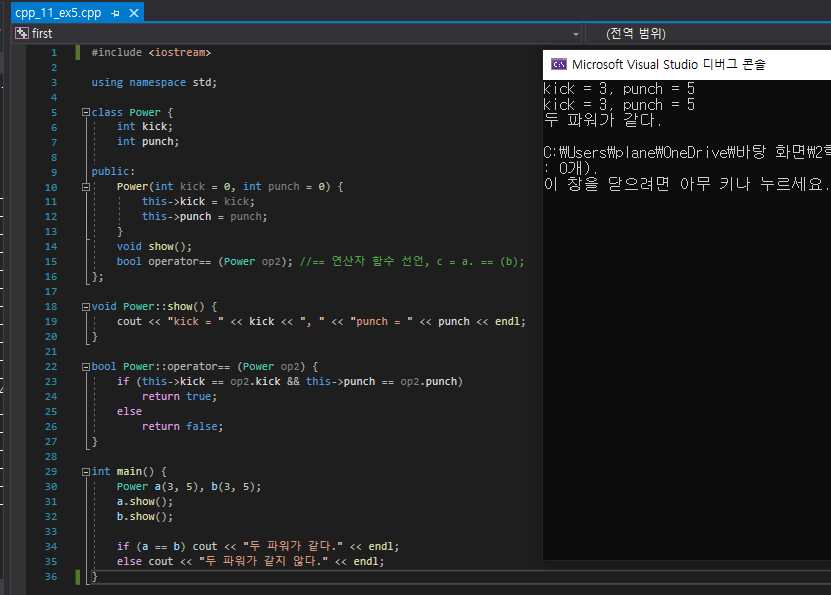 cpp_11_ex5.cpp
first
(전역 범위)
1 #include <iostream>
2
3 using namespace std;
4
5 class Power {
6 int kick;
7 int punch;
8
9 public:
10 Power(int kick = 0, int punch = 0) {
11 this->kick = kick;
12 this->punch = punch;
13 }
14 void show();
15 bool operator== (Power op2); //== 연산자 함수 선언, c = a. == (b);
16 };
17
18 void Power::show() {
19 cout << "kick = " << kick << ", " << "punch = " << punch << endl;
20 }
21
22 bool Power::operator== (Power op2) {
23 if (this->kick == op2.kick && this->punch == op2.punch)
24 return true;
25 else
26 return false;
27 }
28
29 int main() {
30 Power a(3, 5), b(3, 5);
31 a.show();
32 b.show();
33
34 if (a == b) cout << "두 파워가 같다." << endl;
35 else cout << "두 파워가 같지 않다." << endl;
36 }
Microsoft Visual Studio 디버그 콘솔
kick = 3, punch = 5
kick = 3, punch = 5
두 파워가 같다.
C:₩Users₩plane₩OneDrive₩바탕 화면₩2학
: 0개).
이 창을 닫으려면 아무 키나 누르세요.